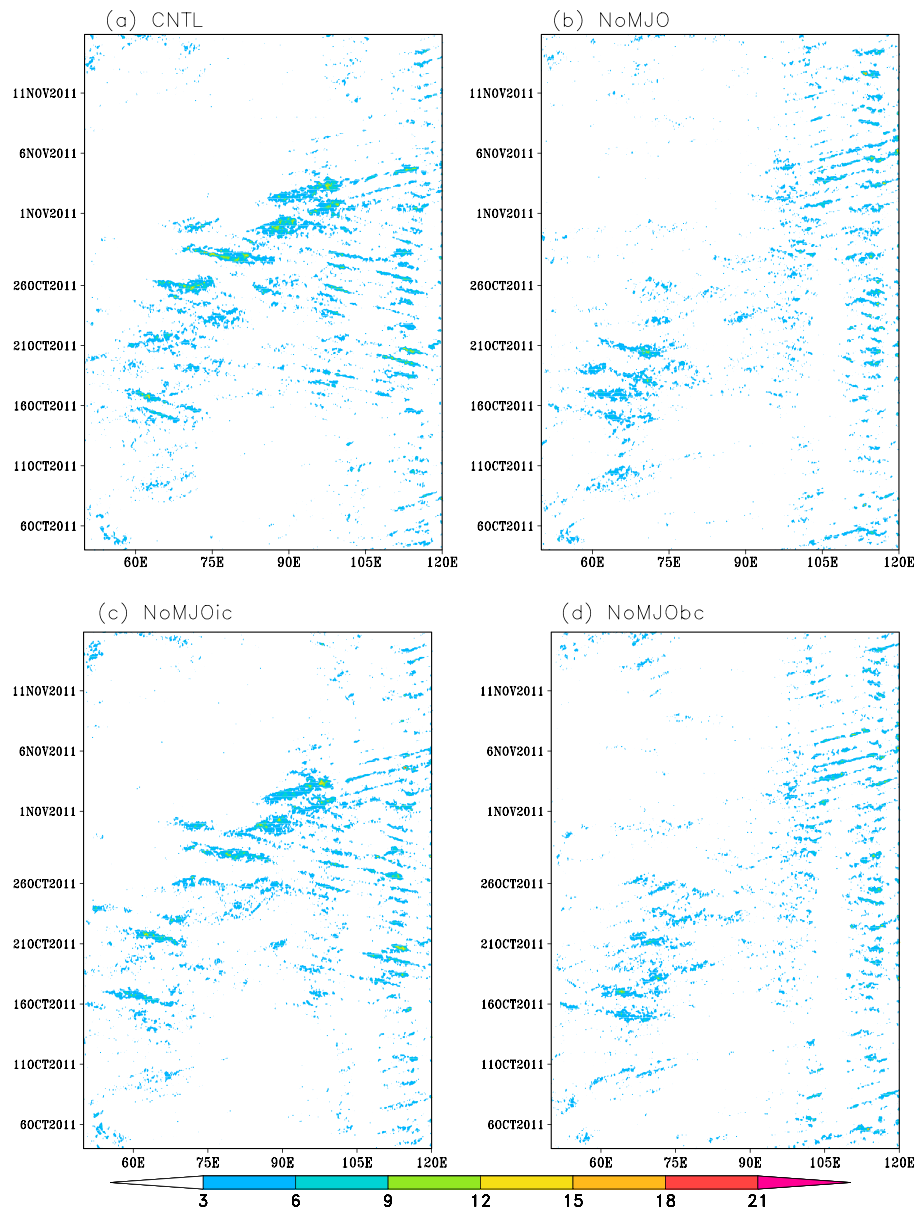 (a) CNTL
(b) NoMJO
11NOV2011
6NOV2011
1NOV2011
26OCT2011
21OCT2011
16OCT2011
11OCT2011
6OCT2011
60E 75E 90E 105E 120E
11NOV2011
6NOV2011
1NOV2011
26OCT2011
21OCT2011
16OCT2011
11OCT2011
6OCT2011
60E 75E 90E 105E 120E
(c) NoMJOic
(d) NoMJObc
11NOV2011
6NOV2011
1NOV2011
26OCT2011
21OCT2011
16OCT2011
11OCT2011
6OCT2011
60E 75E 90E 105E 120E
11NOV2011
6NOV2011
1NOV2011
26OCT2011
21OCT2011
16OCT2011
11OCT2011
6OCT2011
60E 75E 90E 105E 120E
3 6 9 12 15 18 21